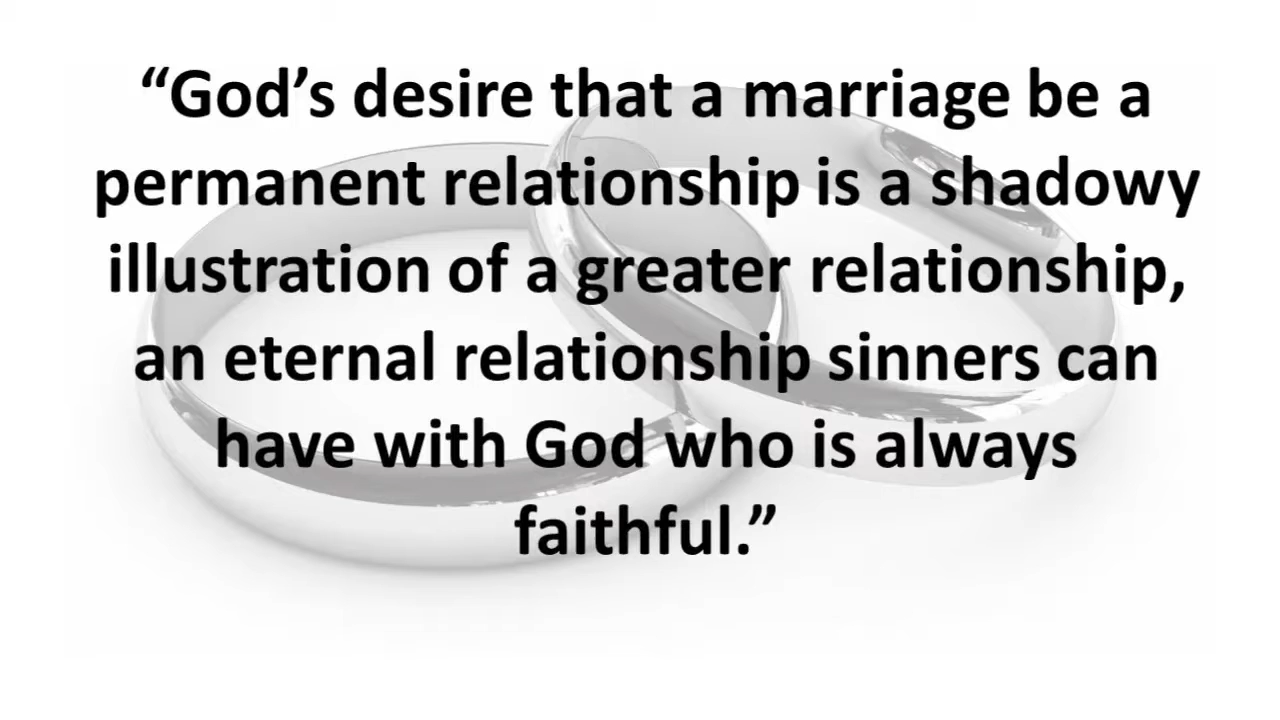 “God’s desire that a marriage be a
permanent relationship is a shadowy
illustration of a greater relationship,
an eternal relationship sinners can
have with God who is always
faithful.”